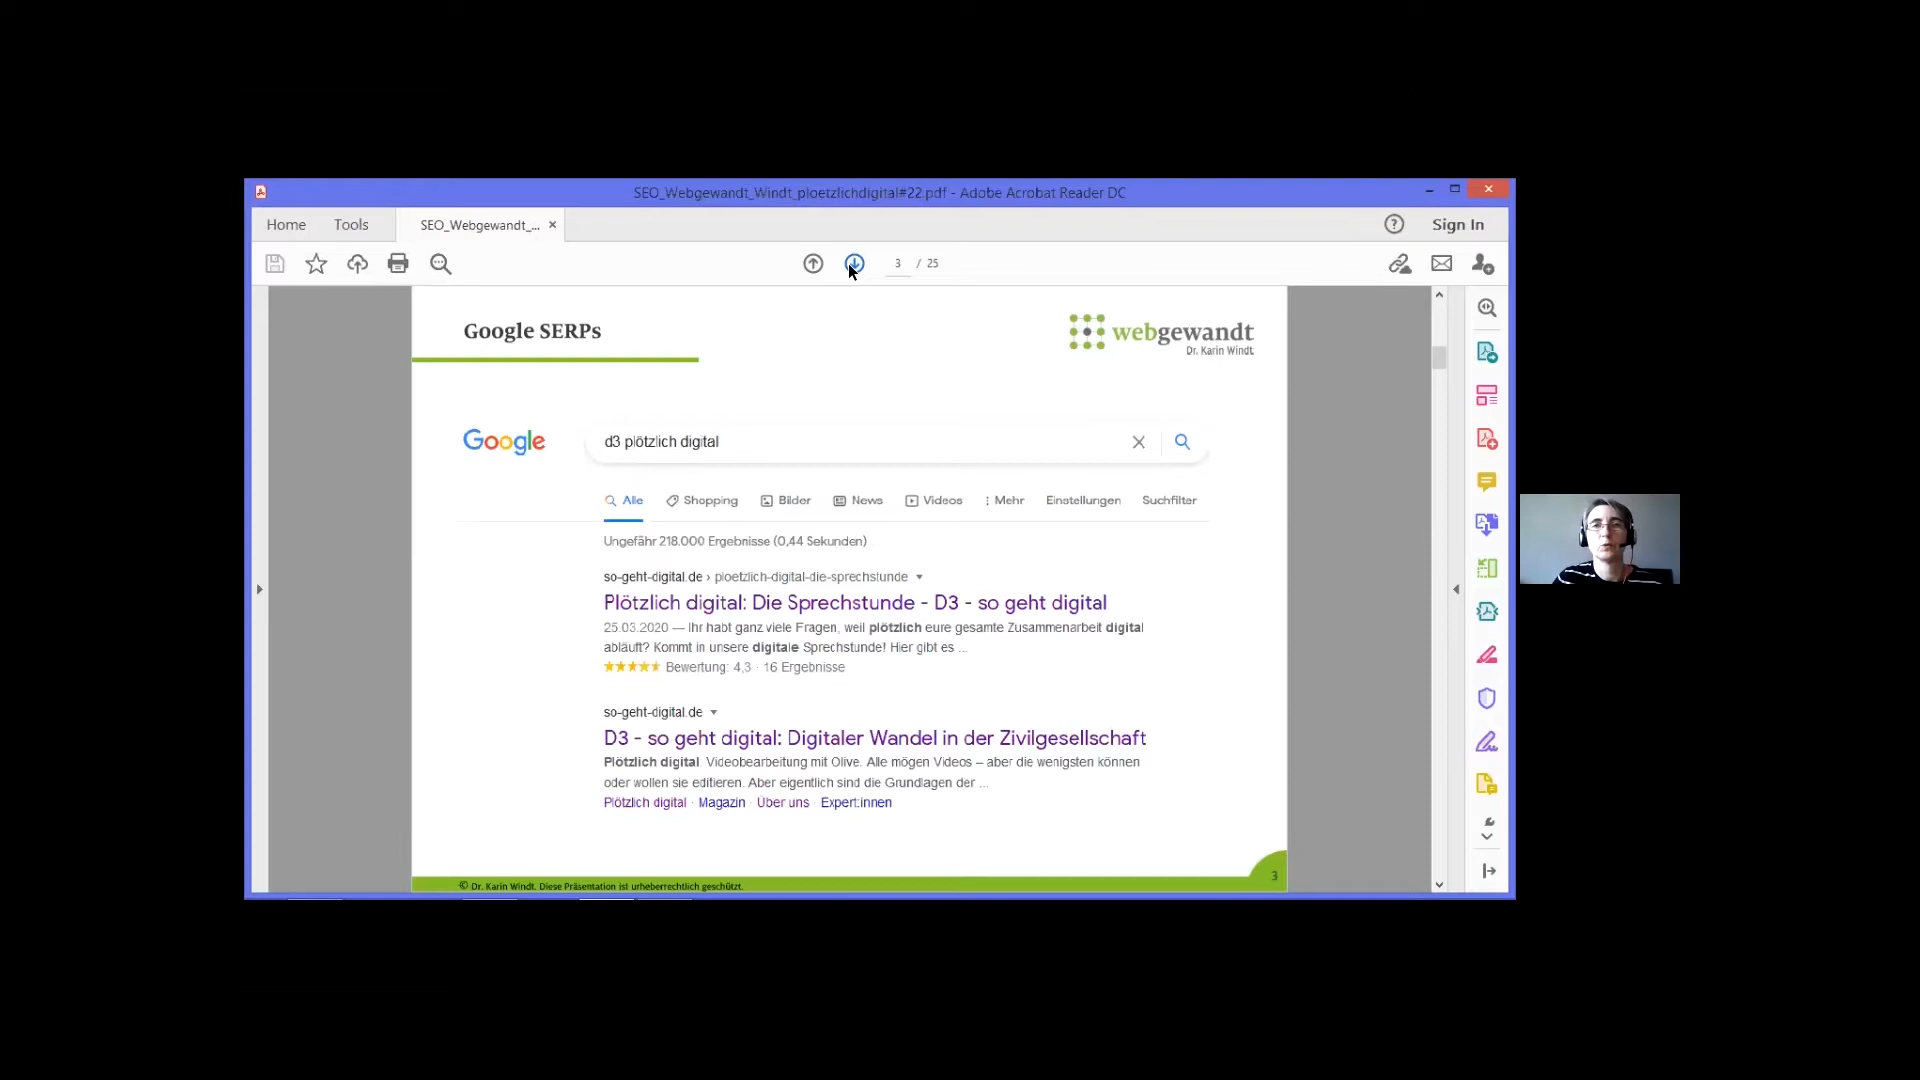 SEO_Webgewandt_Windt_ploetzlichdigital#22.pdf - Adobe Acrobat Reader DC
Home Tools SEO_Webgewandt_... × Sign In
3 / 25
Google SERPs
webgewandt
Dr. Karin Windt
Google d3 plötzlich digital
Alle Shopping Bilder News Videos Mehr Einstellungen Suchfilter
Ungefähr 218.000 Ergebnisse (0,44 Sekunden)
so-geht-digital.de › ploetzlich-digital-die-sprechstunde
Plötzlich digital: Die Sprechstunde - D3 - so geht digital
25.03.2020 — Ihr habt ganz viele Fragen, weil plötzlich eure gesamte Zusammenarbeit digital
abläuft? Kommt in unsere digitale Sprechstunde! Hier gibt es ...
Bewertung: 4,3 · 16 Ergebnisse
so-geht-digital.de
D3 - so geht digital: Digitaler Wandel in der Zivilgesellschaft
Plötzlich digital. Videobearbeitung mit Olive. Alle mögen Videos – aber die wenigsten können
oder wollen sie editieren. Aber eigentlich sind die Grundlagen der ...
Plötzlich digital · Magazin · Über uns · Expert:innen
© Dr. Karin Windt. Diese Präsentation ist urheberrechtlich geschützt.
3